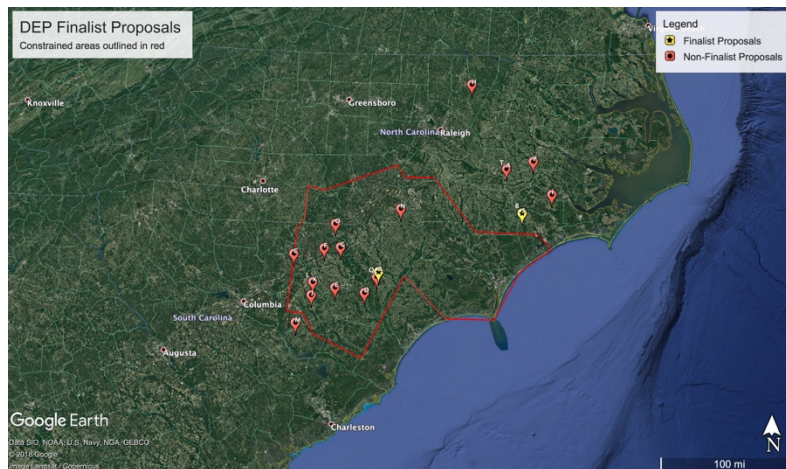 DEP Finalist Proposals
Constrained areas outlined in red
Legend
Finalist Proposals
Non-Finalist Proposals
Knoxville
Greensboro
North Carolina
Raleigh
Charlotte
Columbia
South Carolina
Augusta
Charleston
H
N
M
Google Earth
Data SIO, NOAA, U.S. Navy, NGA, GEBCO
© 2018 Google
Image Landsat / Copernicus
N
100 mi